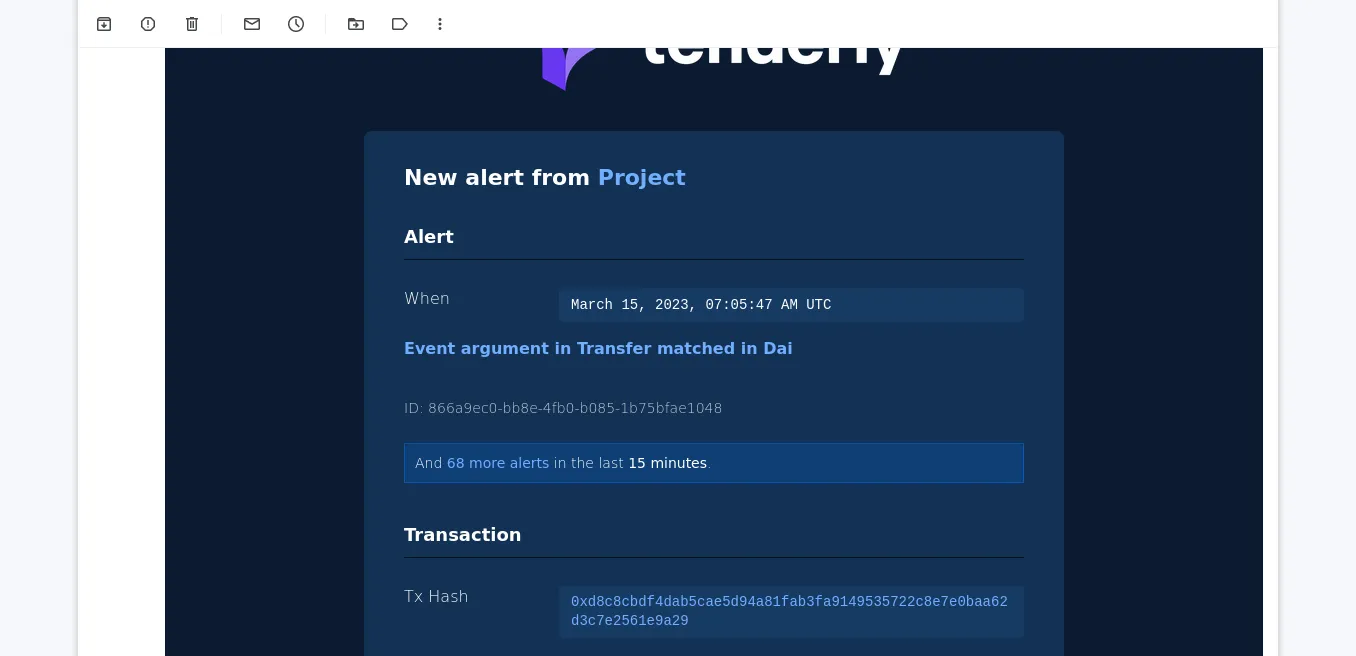 tenderly
New alert from Project
Alert
When
March 15, 2023, 07:05:47 AM UTC
Event argument in Transfer matched in Dai
ID: 866a9ec0-bb8e-4fb0-b085-1b75bfae1048
And 68 more alerts in the last 15 minutes.
Transaction
Tx Hash
0xd8c8cbdf4dab5cae5d94a81fab3fa9149535722c8e7e0baa62
d3c7e2561e9a29